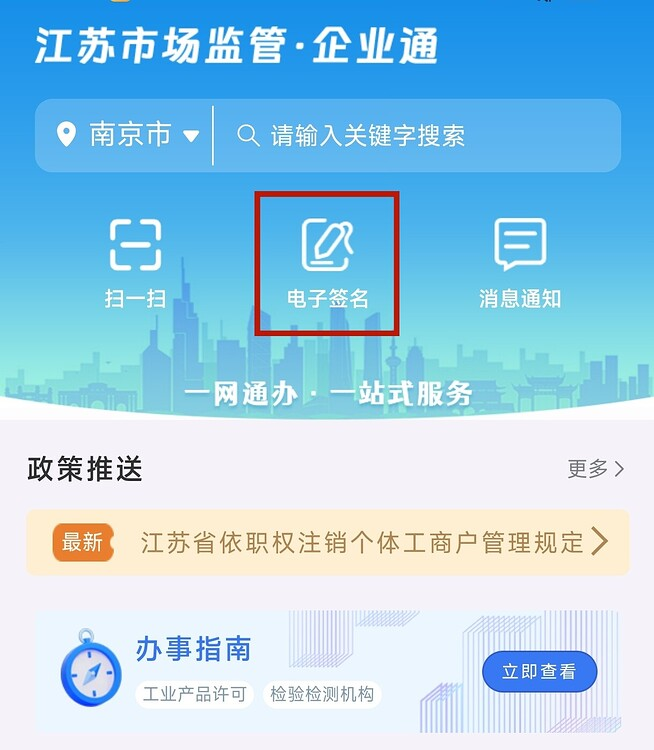 江苏市场监管·企业通
南京市 请输入关键字搜索
扫一扫 电子签名 消息通知
一网通办·一站式服务
政策推送 更多
最新 江苏省依职权注销个体工商户管理规定
办事指南
工业产品许可 检验检测机构 立即查看